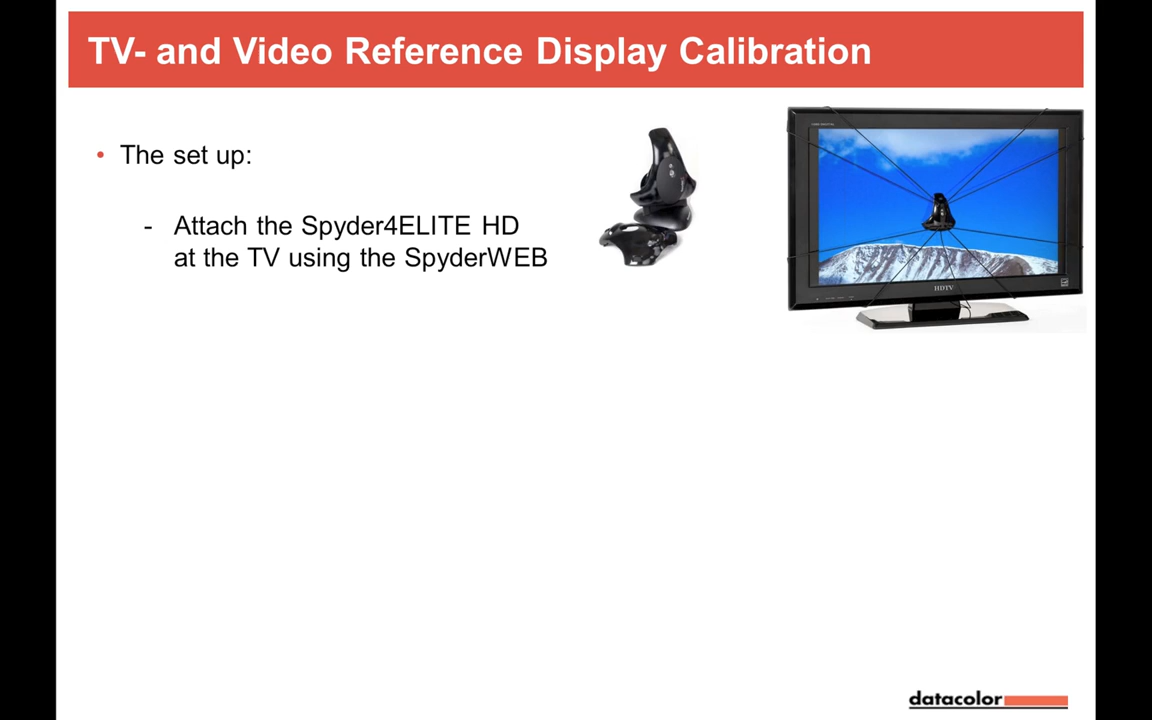 TV- and Video Reference Display Calibration
• The set up:
- Attach the Spyder4ELITE HD
at the TV using the SpyderWEB
HDTV
datacolor